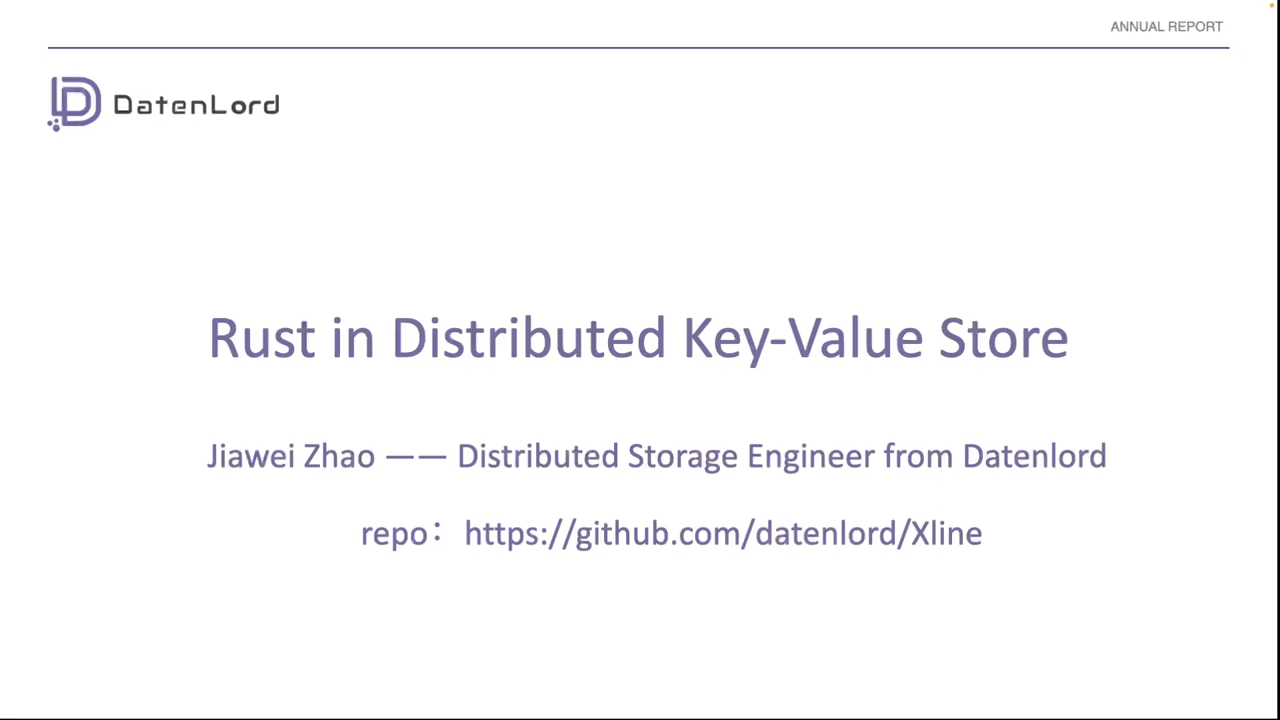 ANNUAL REPORT
DatenLord
Rust in Distributed Key-Value Store
Jiawei Zhao —— Distributed Storage Engineer from Datenlord
repo：https://github.com/datenlord/Xline